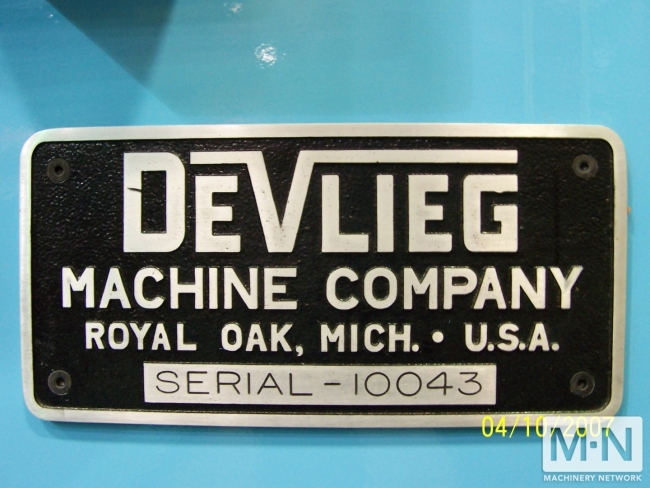 DEVLIEG
MACHINE COMPANY
ROYAL OAK, MICH. • U.S.A.
SERIAL -10043
04/10/2007
M·N
MACHINERY NETWORK